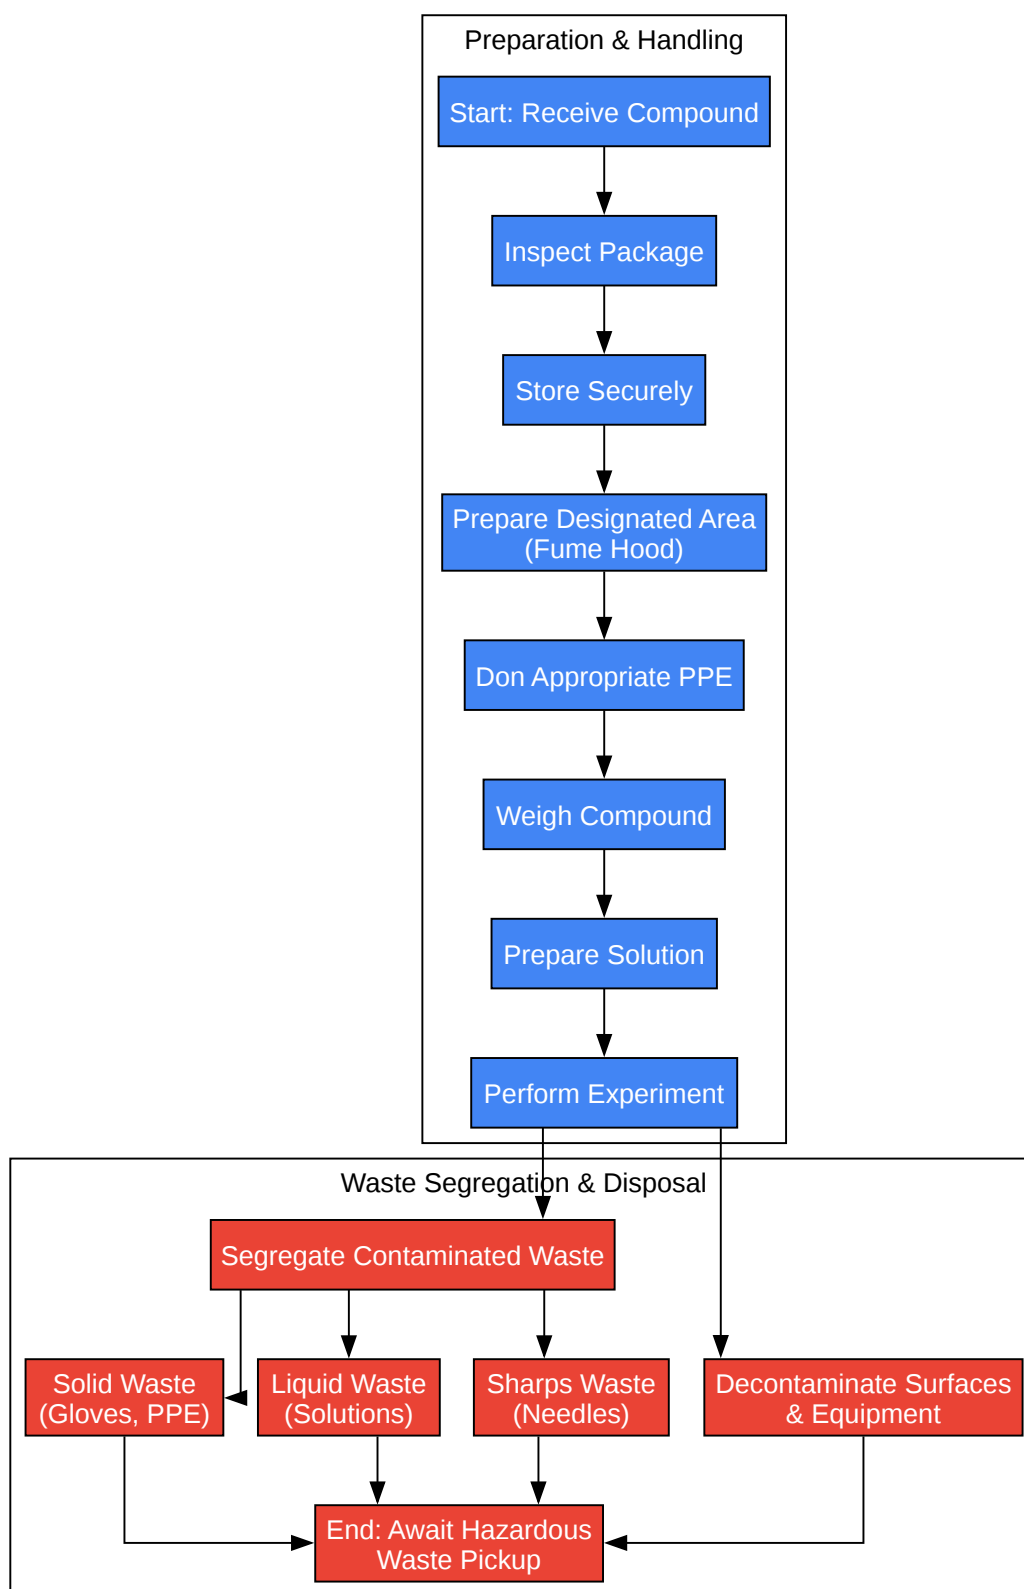 Preparation & Handling
Start: Receive Compound
Inspect Package
Store Securely
Prepare Designated Area
(Fume Hood)
Don Appropriate PPE
Weigh Compound
Prepare Solution
Perform Experiment
Waste Segregation & Disposal
Segregate Contaminated Waste
Solid Waste
(Gloves, PPE)
Liquid Waste
(Solutions)
Sharps Waste
(Needles)
Decontaminate Surfaces
& Equipment
End: Await Hazardous
Waste Pickup